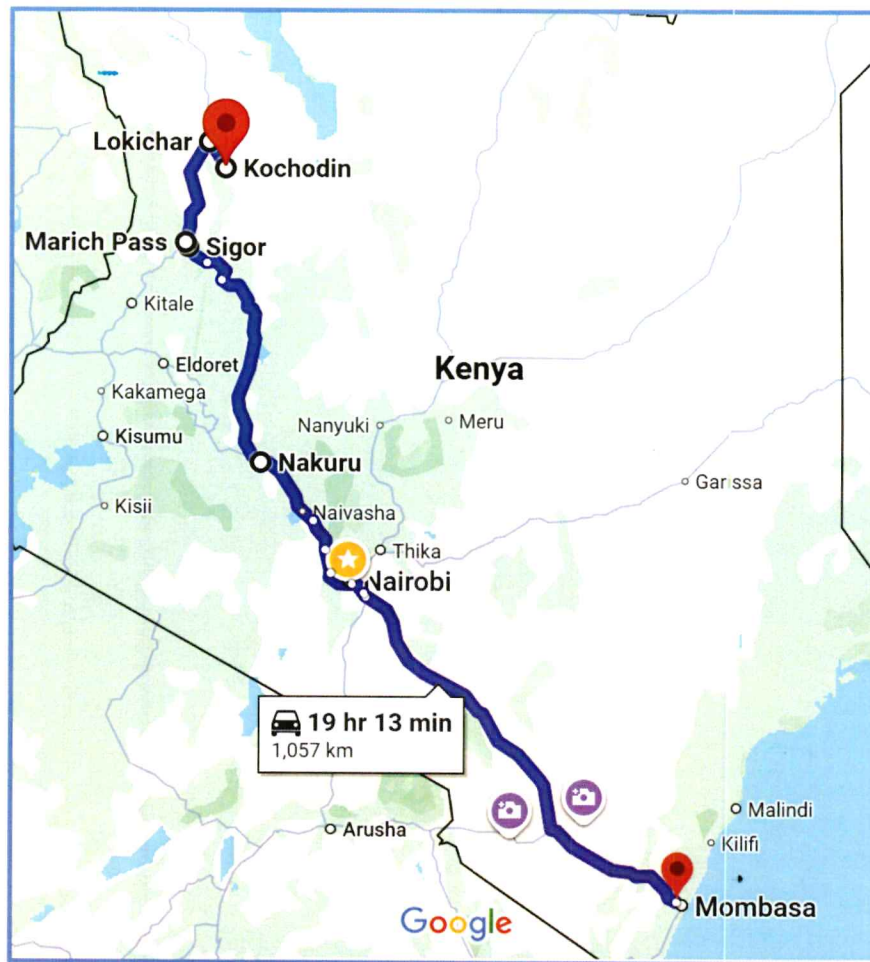 Lokichar
Kochodin
Marich Pass
Sigor
Kitale
Eldoret
Kenya
Kakamega
Nanyuki
Meru
Kisumu
Nakuru
Garissa
Kisii
Naivasha
Thika
Nairobi
19 hr 13 min
1,057 km
Malindi
Arusha
Kilifi
Mombasa
Google